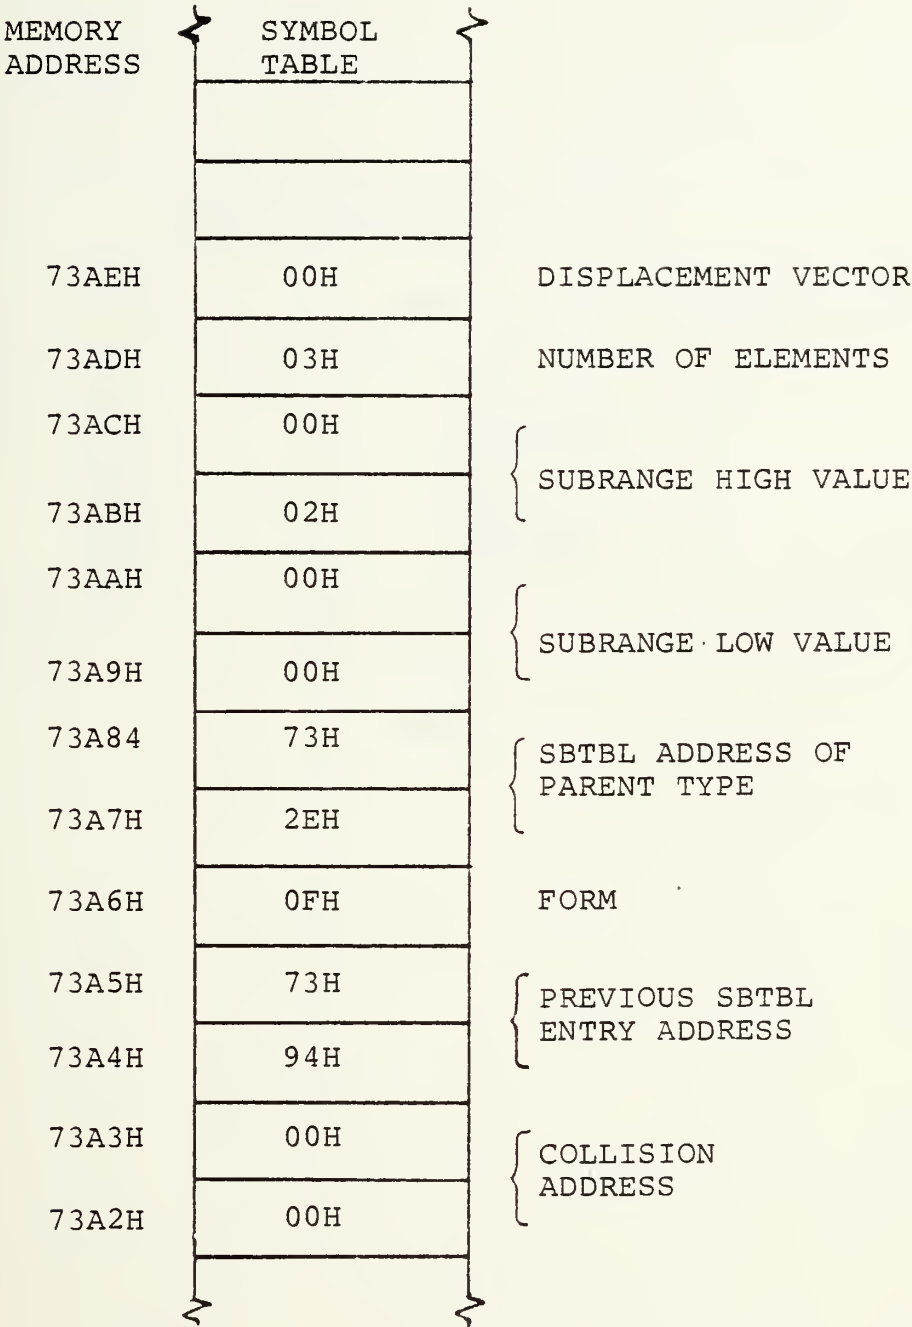 MEMORY ADDRESS SYMBOL TABLE
73AEH 00H DISPLACEMENT VECTOR
73ADH 03H NUMBER OF ELEMENTS
73ACH 00H
SUBRANGE HIGH VALUE
73ABH 02H
73AAH 00H
SUBRANGE LOW VALUE
73A9H 00H
73A84 73H
SBTBL ADDRESS OF
PARENT TYPE
73A7H 2EH
73A6H 0FH FORM
73A5H 73H
PREVIOUS SBTBL
ENTRY ADDRESS
73A4H 94H
73A3H 00H
COLLISION
ADDRESS
73A2H 00H